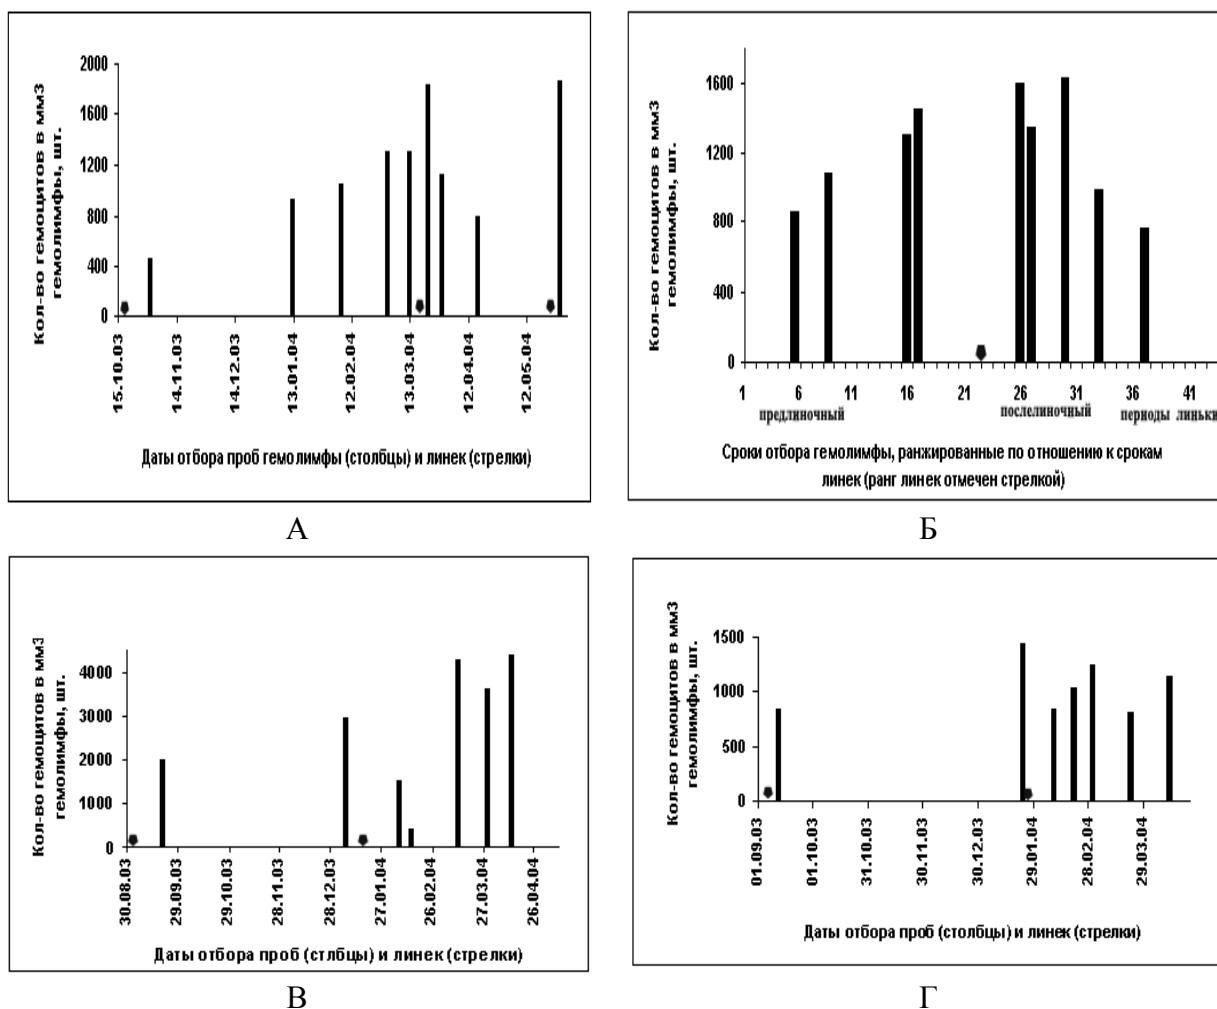 Кол-во гемоцитов в мм3
гемолимфы, шт.
2000
1600
1200
800
400
0
15.10.03
14.11.03
14.12.03
13.01.04
12.02.04
13.03.04
12.04.04
12.05.04
Даты отбора проб гемолимфы (столбцы) и линек (стрелки)
А
Кол-во гемоцитов в мм3
гемолимфы, шт.
1600
1200
800
400
0
1 6 11 16 21 26 31 36 41
предлиночный послелиночный периоды линьки
Сроки отбора гемолимфы, ранжированные по отношению к срокам
линек (ранг линек отмечен стрелкой)
Б
Кол-во гемоцитов в мм3
гемолимфы, шт.
4000
3000
2000
1000
0
30.08.03
29.09.03
29.10.03
28.11.03
28.12.03
27.01.04
26.02.04
27.03.04
26.04.04
Даты отбора проб (стлбцы) и линек (стрелки)
В
Кол-во гемоцитов в мм3
гемолимфы, шт.
1500
1000
500
0
01.09.03
01.10.03
31.10.03
30.11.03
30.12.03
29.01.04
28.02.04
29.03.04
Даты отбора проб (столбцы) и линек (стрелки)
Г